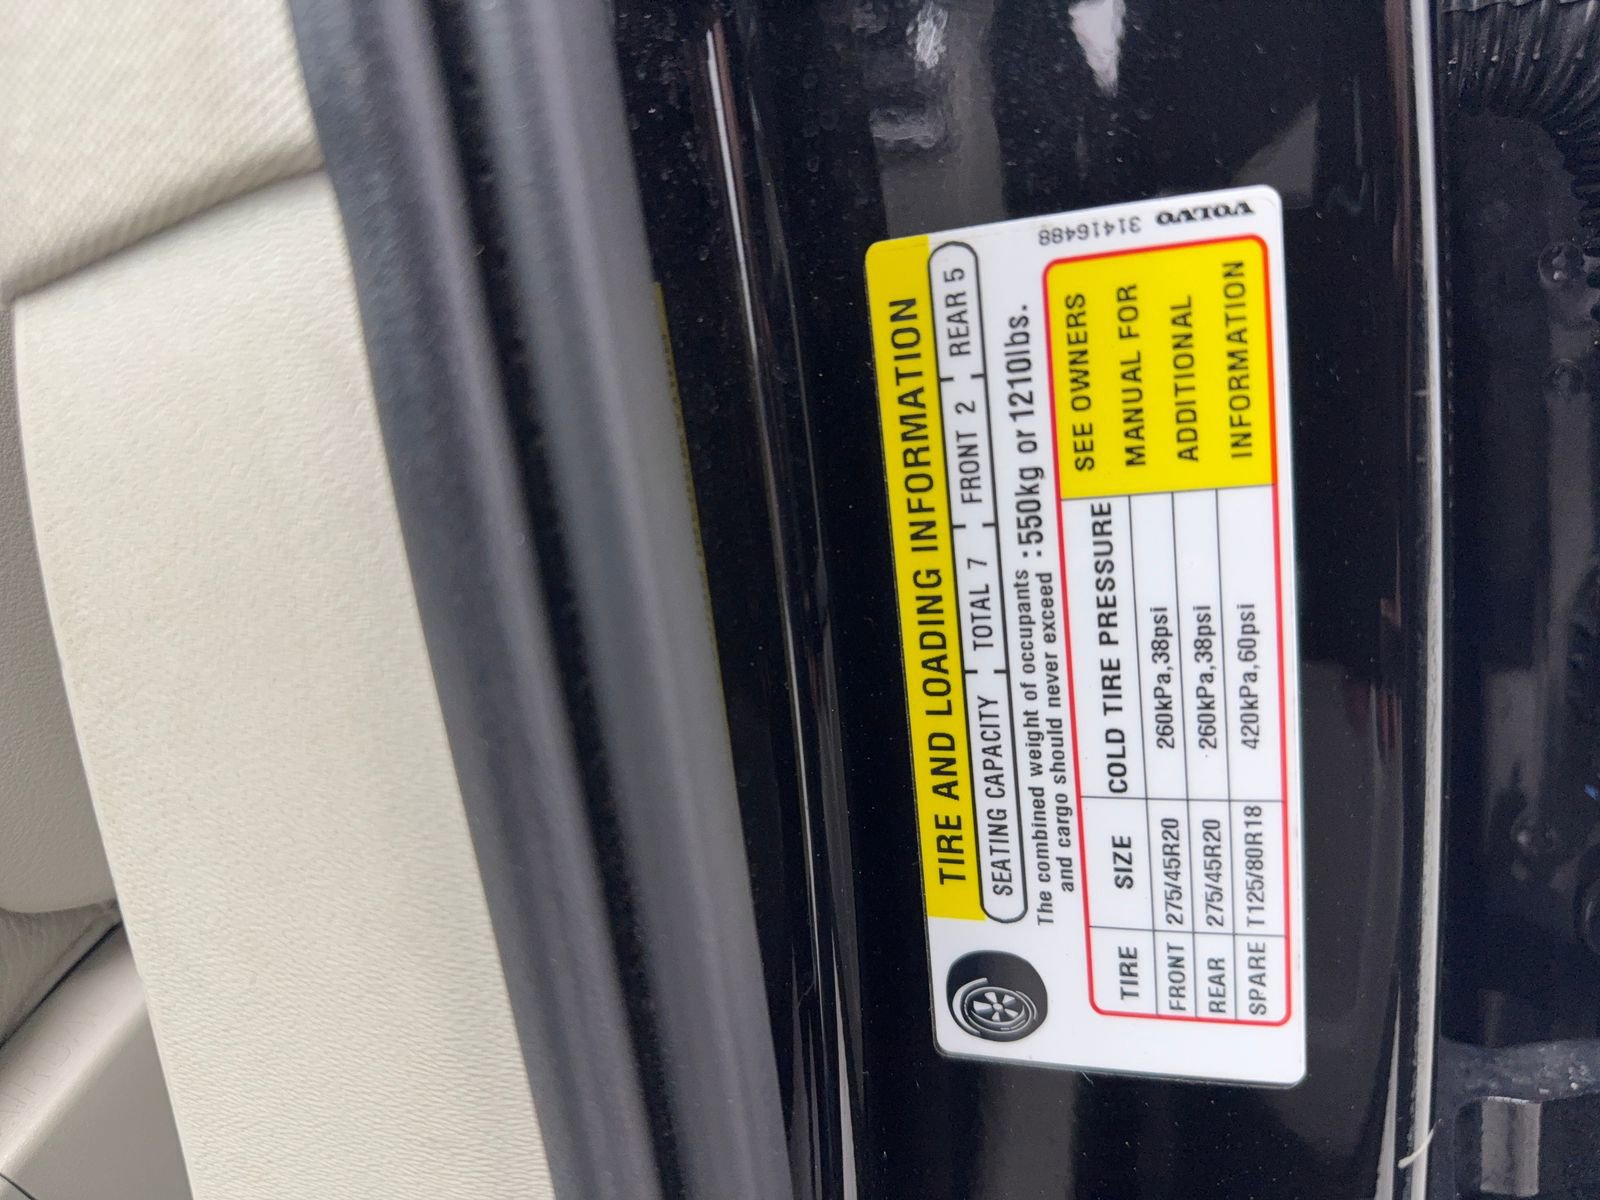 TIRE AND LOADING INFORMATION
SEATING CAPACITY TOTAL 7 FRONT 2 REAR 5
The combined weight of occupants
and cargo should never exceed :550kg or 1210lbs.
TIRE SIZE COLD TIRE PRESSURE
FRONT 275/45R20 260kPa,38psi
REAR 275/45R20 260kPa,38psi
SPARE T125/80R18 420kPa,60psi
SEE OWNERS
MANUAL FOR
ADDITIONAL
INFORMATION
31416488 VOLVO